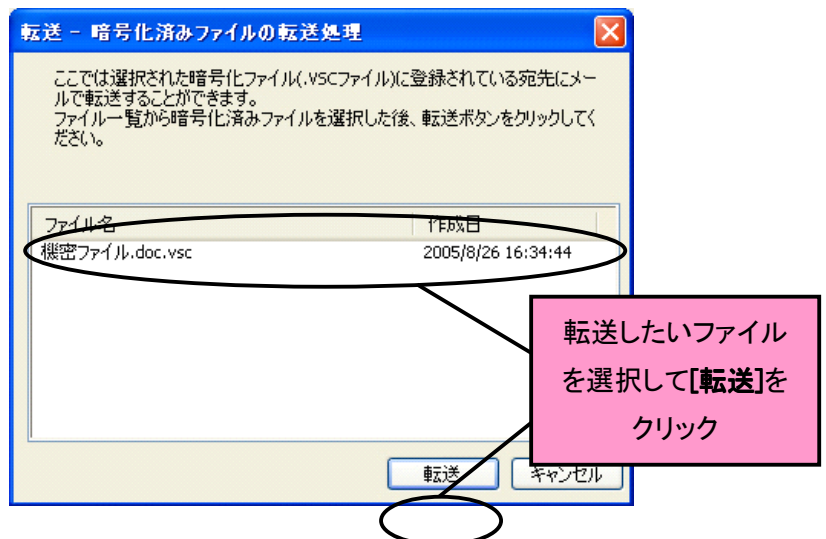 転送 - 暗号化済みファイルの転送処理
ここでは選択された暗号化ファイル(.VSCファイル)に登録されている宛先にメー
ルで転送することができます。
ファイル一覧から暗号化済みファイルを選択した後、転送ボタンをクリックしてく
ださい。
ファイル名 作成日
機密ファイル.doc.vsc 2005/8/26 16:34:44
転送したいファイル
を選択して[転送]を
クリック
転送 キャンセル